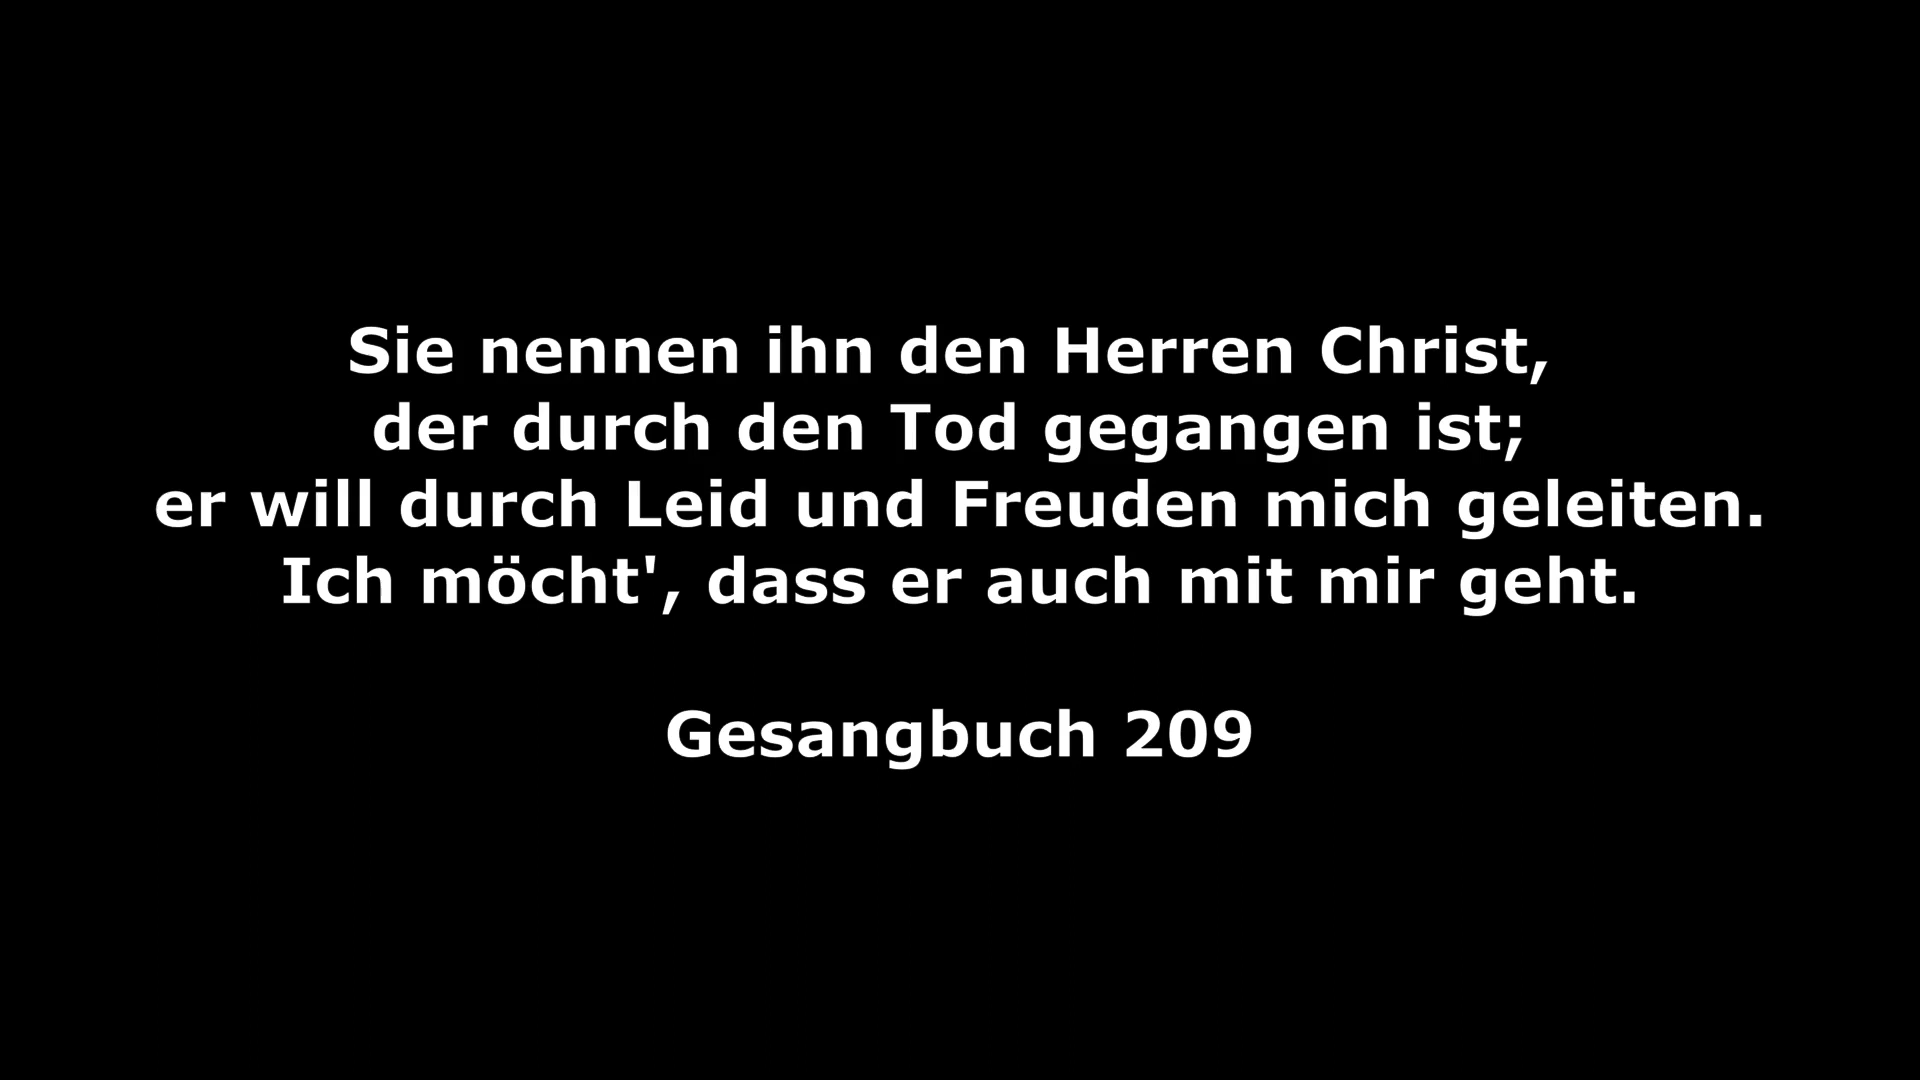 Sie nennen ihn den Herren Christ,
der durch den Tod gegangen ist;
er will durch Leid und Freuden mich geleiten.
Ich möcht', dass er auch mit mir geht.
Gesangbuch 209